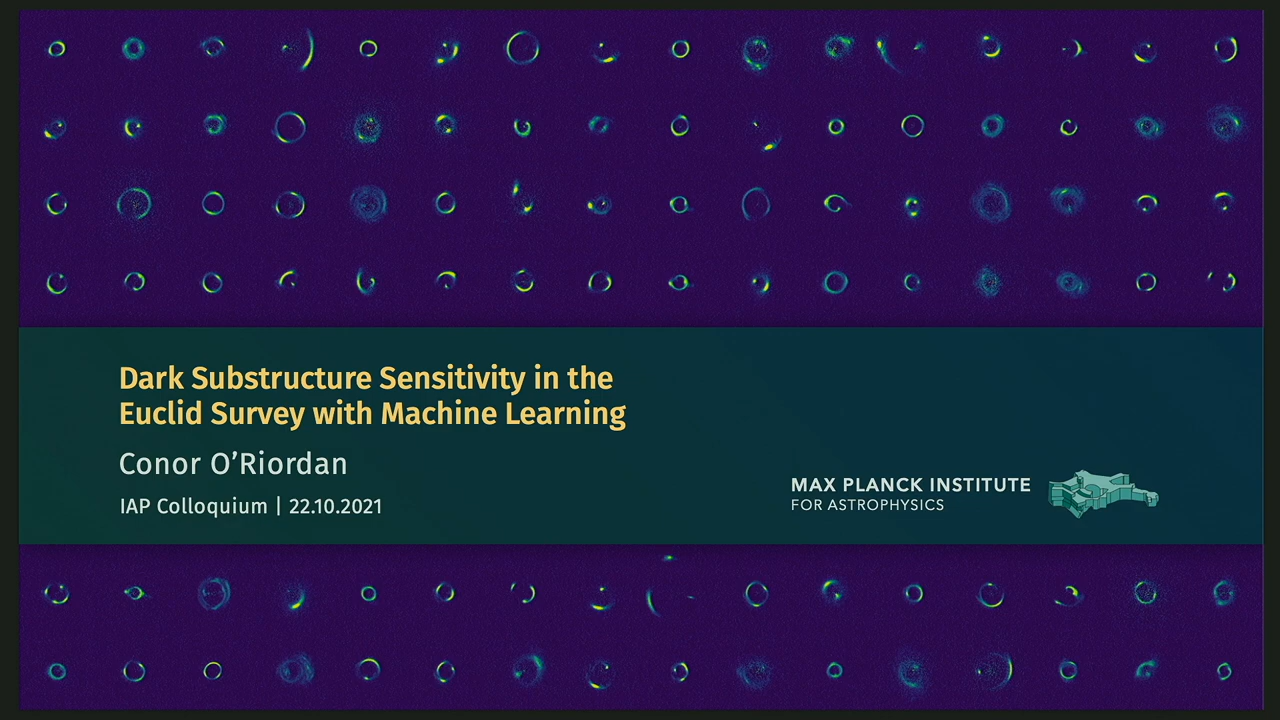 Dark Substructure Sensitivity in the
Euclid Survey with Machine Learning
Conor O’Riordan
IAP Colloquium | 22.10.2021
MAX PLANCK INSTITUTE
FOR ASTROPHYSICS